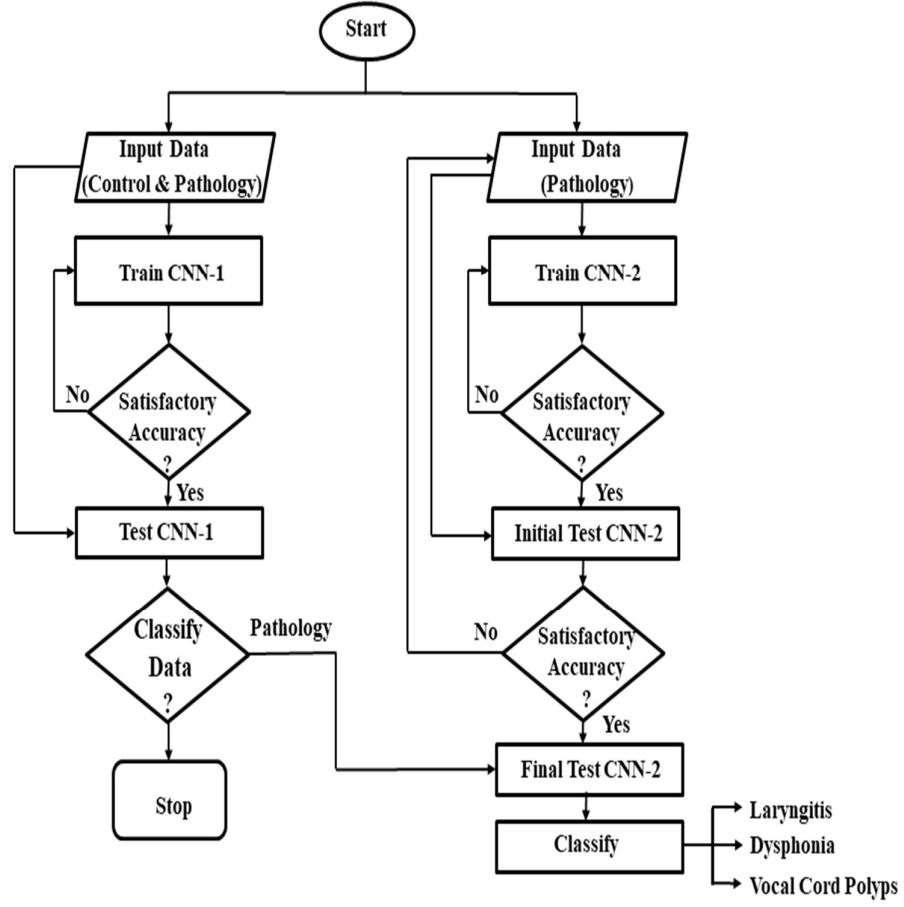 Start
Input Data
(Control & Pathology)
Train CNN-1
No
Satisfactory
Accuracy
?
Yes
Test CNN-1
Classify
Data
?
Pathology
Stop
Input Data
(Pathology)
Train CNN-2
No
Satisfactory
Accuracy
?
Yes
Initial Test CNN-2
No
Satisfactory
Accuracy
?
Yes
Final Test CNN-2
Classify
Laryngitis
Dysphonia
Vocal Cord Polyps